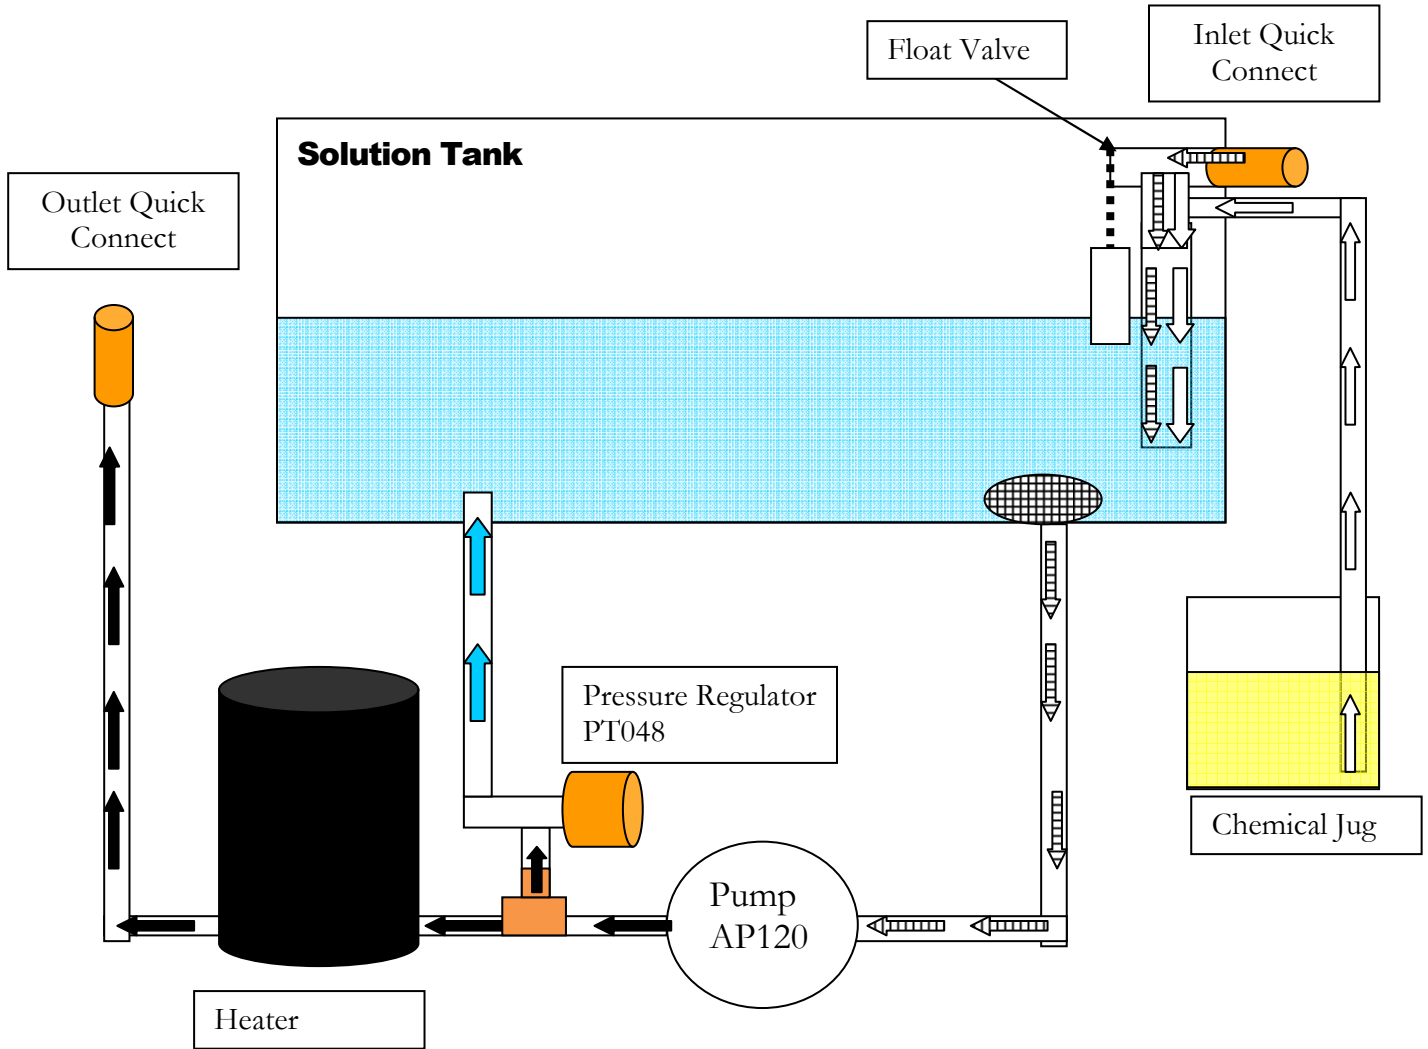 Float Valve
Inlet Quick
Connect
Solution Tank
Outlet Quick
Connect
Pressure Regulator
PT048
Chemical Jug
Pump
AP120
Heater